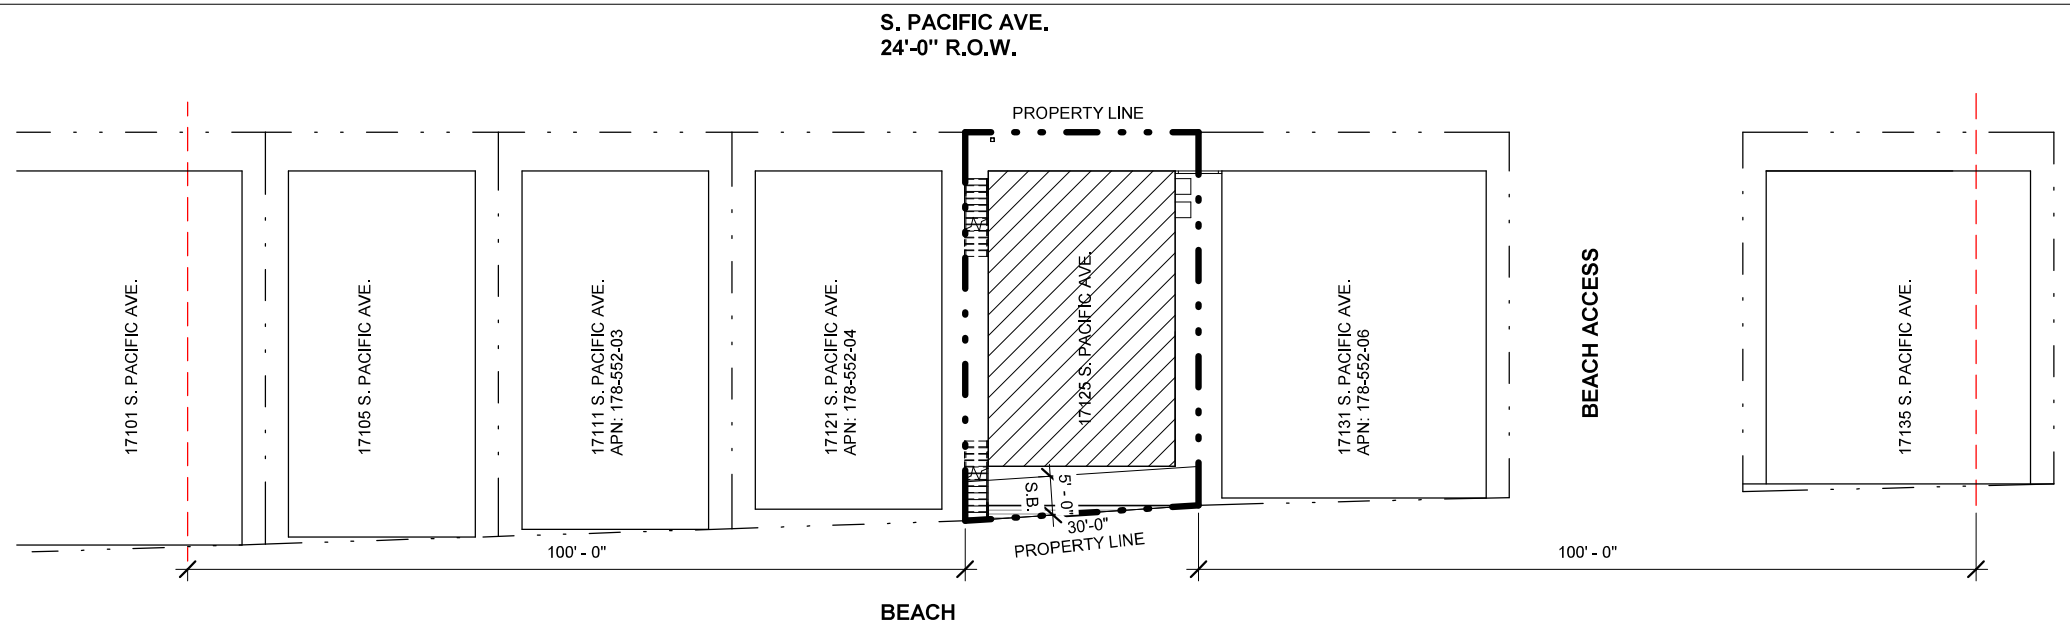 S. PACIFIC AVE.
24'-0" R.O.W.
PROPERTY LINE
17101 S. PACIFIC AVE.
17105 S. PACIFIC AVE.
17111 S. PACIFIC AVE.
APN: 178-552-03
17121 S. PACIFIC AVE.
APN: 178-552-04
17125 S. PACIFIC AVE.
17131 S. PACIFIC AVE.
APN: 178-552-06
BEACH ACCESS
17135 S. PACIFIC AVE.
5' - 0"
S.B.
30'-0"
PROPERTY LINE
100' - 0"
100' - 0"
BEACH